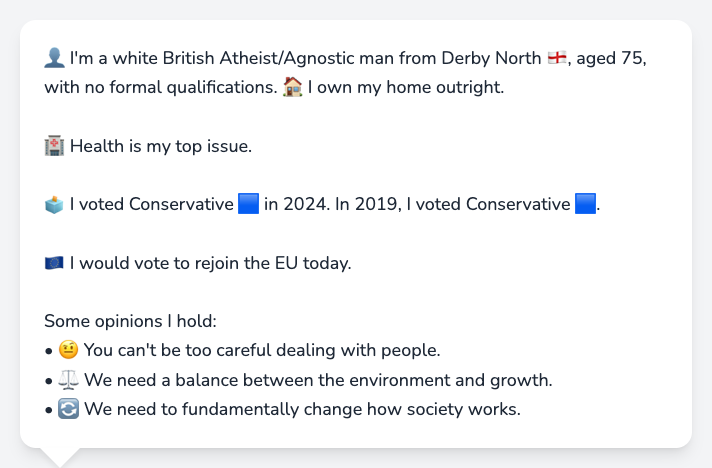 👤 I'm a white British Atheist/Agnostic man from Derby North 🏴󠁧󠁢󠁥󠁮󠁧󠁿, aged 75,
with no formal qualifications. 🏠 I own my home outright.
🏥 Health is my top issue.
🗳️ I voted Conservative 🟦 in 2024. In 2019, I voted Conservative 🟦.
🇪🇺 I would vote to rejoin the EU today.
Some opinions I hold:
• 🤨 You can't be too careful dealing with people.
• ⚖️ We need a balance between the environment and growth.
• 🔄 We need to fundamentally change how society works.